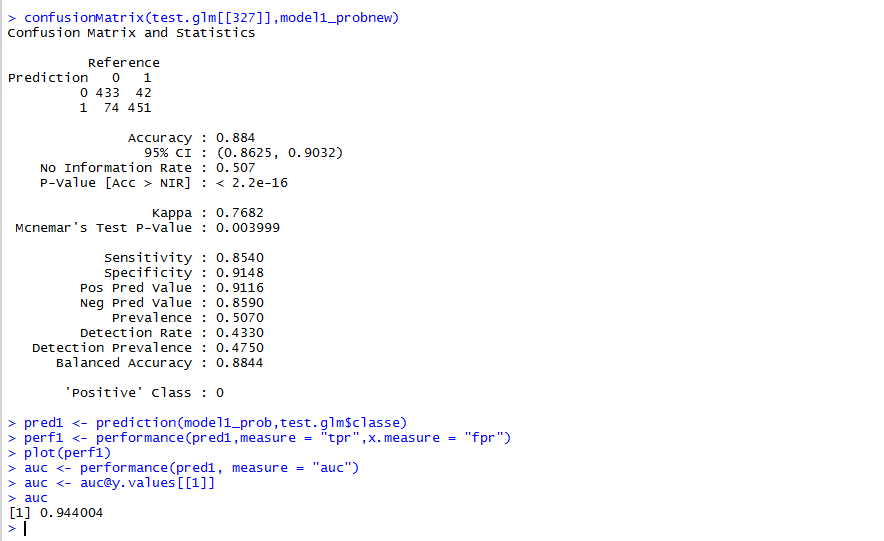 > confusionMatrix(test.glm[[327]],model1_probnew)
Confusion Matrix and Statistics
Reference
Prediction 0 1
0 433 42
1 74 451
Accuracy : 0.884
95% CI : (0.8625, 0.9032)
No Information Rate : 0.507
P-Value [Acc > NIR] : < 2.2e-16
Kappa : 0.7682
Mcnemar's Test P-Value : 0.003999
Sensitivity : 0.8540
Specificity : 0.9148
Pos Pred Value : 0.9116
Neg Pred Value : 0.8590
Prevalence : 0.5070
Detection Rate : 0.4330
Detection Prevalence : 0.4750
Balanced Accuracy : 0.8844
'Positive' Class : 0
> pred1 <- prediction(model1_prob,test.glm$classe)
> perf1 <- performance(pred1,measure = "tpr",x.measure = "fpr")
> plot(perf1)
> auc <- performance(pred1, measure = "auc")
> auc <- auc@y.values[[1]]
> auc
[1] 0.944004
>